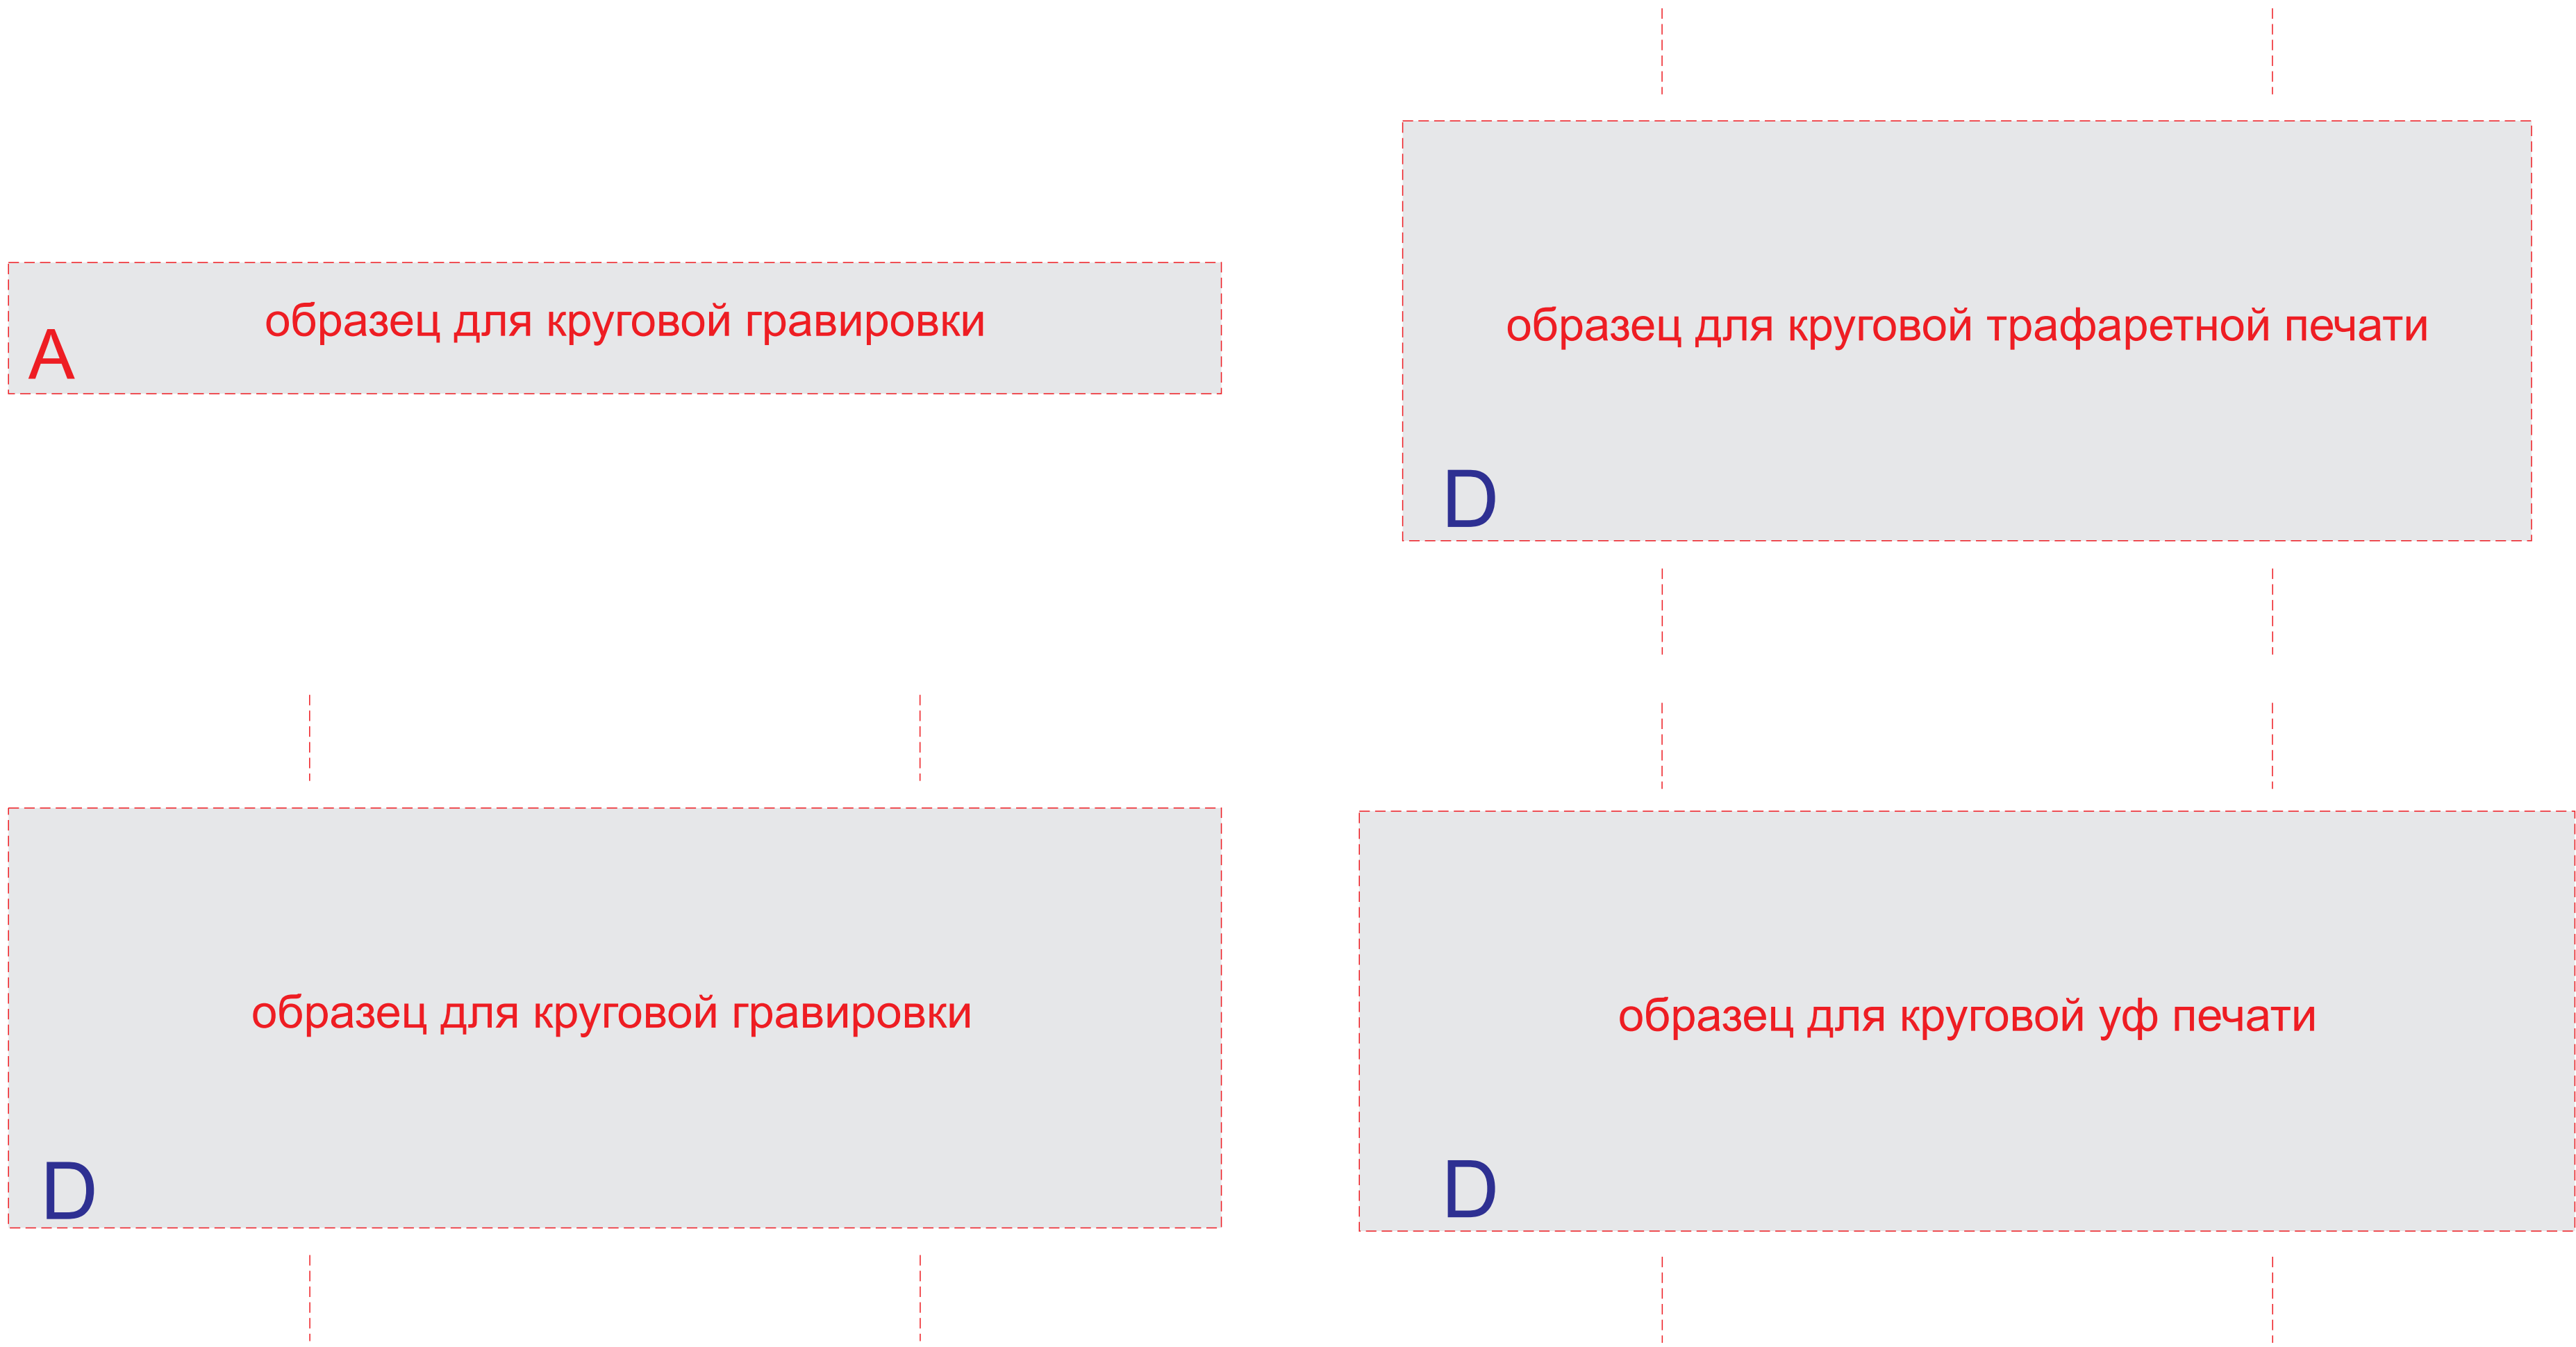 образец для круговой гравировки
A
образец для круговой трафаретной печати
D
образец для круговой гравировки
D
образец для круговой уф печати
D